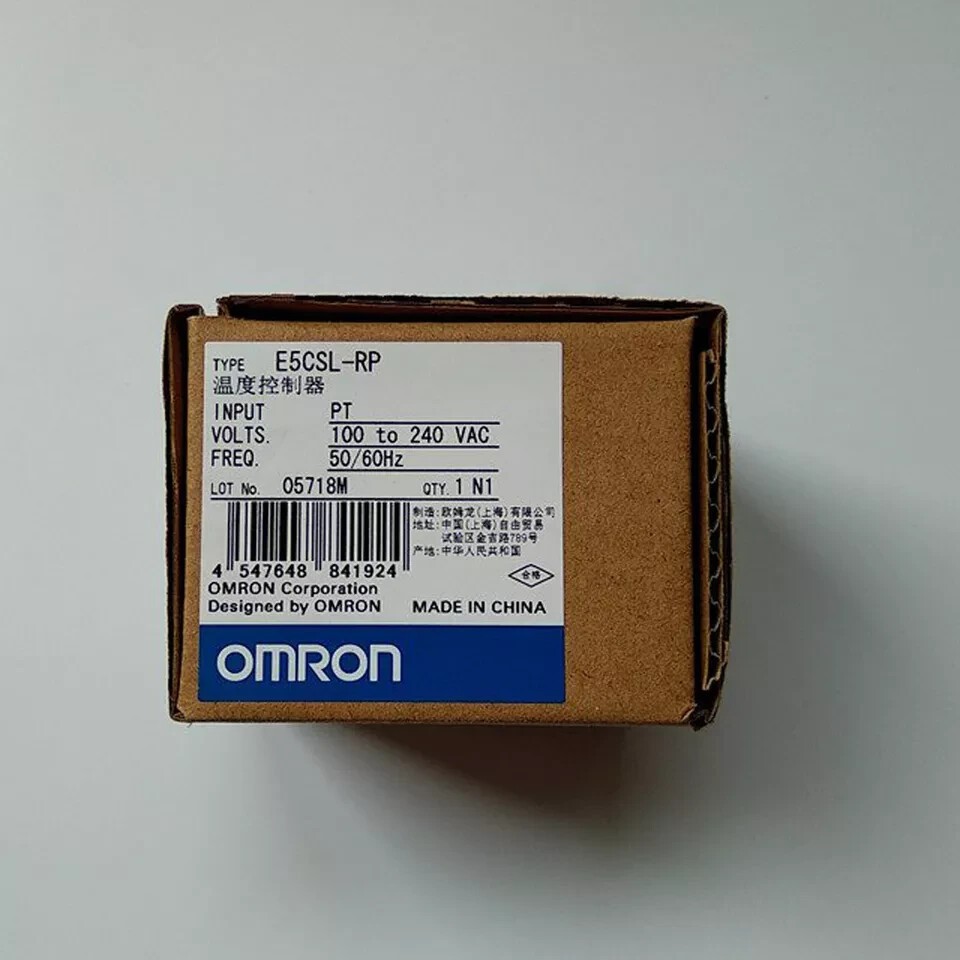 TYPE E5CSL-RP
温度控制器
INPUT PT
VOLTS. 100 to 240 VAC
FREQ. 50/60Hz
LOT No. 05718M QTY. 1 N1
制造:欧姆龙(上海)有限公司
地址:中国(上海)自由贸易
试验区金吉路789号
产地:中华人民共和国
4 547648 841924
合格
OMRON Corporation
Designed by OMRON MADE IN CHINA
OMRON